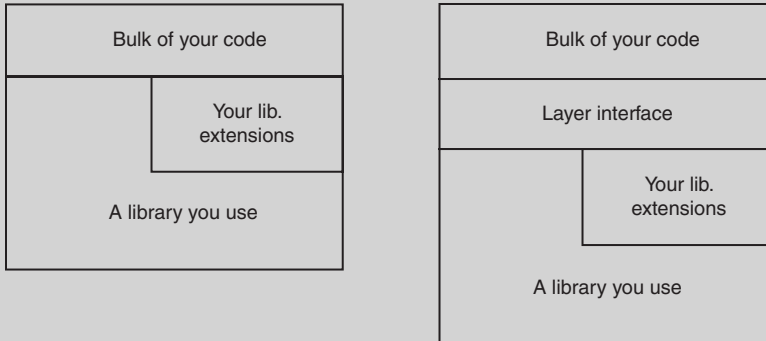 Bulk of your code
Your lib.
extensions
A library you use
Bulk of your code
Layer interface
Your lib.
extensions
A library you use